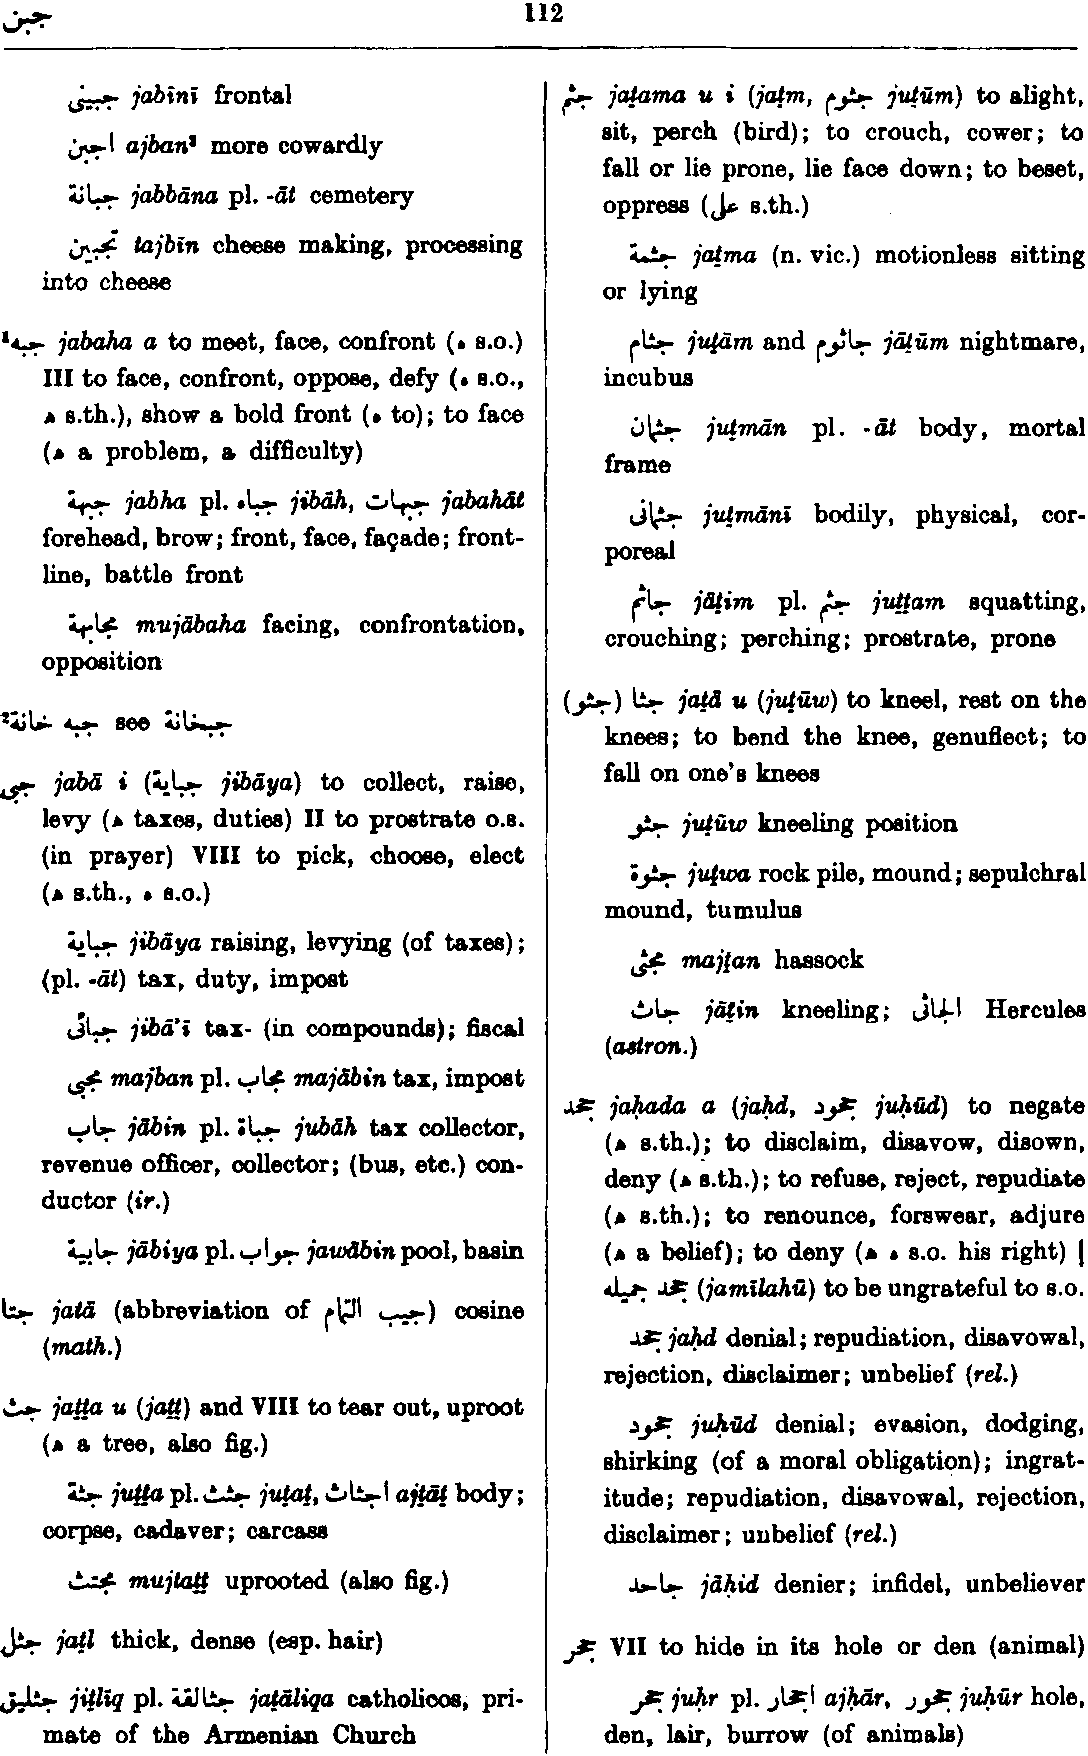 جبن
112
جبينى jabīnī frontal
اجبن ajban² more cowardly
جبانة jabbāna pl. -āt cemetery
تجبين tajbīn cheese making, processing
into cheese
جبه¹ jabaha a to meet, face, confront (ه s.o.)
III to face, confront, oppose, defy (ه s.o.,
ﻫ s.th.), show a bold front (ه to); to face
(ﻫ a problem, a difficulty)
جبهة jabha pl. جباه jibāh, جبهات jabahāt
forehead, brow; front, face, façade; front-
line, battle front
مجابهة mujābaha facing, confrontation,
opposition
جبه خانة² see جبخانة
جبى jabā i (جباية jibāya) to collect, raise,
levy (ﻫ taxes, duties) II to prostrate o.s.
(in prayer) VIII to pick, choose, elect
(ﻫ s.th., ه s.o.)
جباية jibāya raising, levying (of taxes);
(pl. -āt) tax, duty, impost
جبائى jibā'ī tax- (in compounds); fiscal
مجبى majban pl. مجاب majābin tax, impost
جاب jābin pl. جباة jubāh tax collector,
revenue officer, collector; (bus, etc.) con-
ductor (ir.)
جابية jābiya pl. جواب jawābin pool, basin
جتا jatā (abbreviation of جيب التمام) cosine
(math.)
جث jaṯṯa u (jaṯṯ) and VIII to tear out, uproot
(ﻫ a tree, also fig.)
جثة juṯṯa pl. جثث juṯaṯ, اجثاث ajṯāṯ body;
corpse, cadaver; carcass
مجتث mujtaṯṯ uprooted (also fig.)
جثل jaṯl thick, dense (esp. hair)
جثليق jiṯlīq pl. جثالقة jaṯāliqa catholicos, pri-
mate of the Armenian Church
جثم jaṯama u i (jaṯm, جثوم juṯūm) to alight,
sit, perch (bird); to crouch, cower; to
fall or lie prone, lie face down; to beset,
oppress (على s.th.)
جثمة jaṯma (n. vic.) motionless sitting
or lying
جثام juṯām and جاثوم jāṯūm nightmare,
incubus
جثمان juṯmān pl. -āt body, mortal
frame
جثمانى juṯmānī bodily, physical, cor-
poreal
جاثم jāṯim pl. جثم juṯṯam squatting,
crouching; perching; prostrate, prone
(جثو) جثا jaṯā u (juṯūw) to kneel, rest on the
knees; to bend the knee, genuflect; to
fall on one's knees
جثو juṯūw kneeling position
جثوة juṯwa rock pile, mound; sepulchral
mound, tumulus
مجثى majṯan hassock
جاث jāṯin kneeling; الجاثى Hercules
(astron.)
جحد jaḥada a (jaḥd, جحود juḥūd) to negate
(ﻫ s.th.); to disclaim, disavow, disown,
deny (ﻫ s.th.); to refuse, reject, repudiate
(ﻫ s.th.); to renounce, forswear, adjure
(ﻫ a belief); to deny (ﻫ ه s.o. his right) |
جحد جميله (jamīlahū) to be ungrateful to s.o.
جحد jaḥd denial; repudiation, disavowal,
rejection, disclaimer; unbelief (rel.)
جحود juḥūd denial; evasion, dodging,
shirking (of a moral obligation); ingrat-
itude; repudiation, disavowal, rejection,
disclaimer; unbelief (rel.)
جاحد jāḥid denier; infidel, unbeliever
جحر VII to hide in its hole or den (animal)
جحر juḥr pl. اجحار ajḥār, جحور juḥūr hole,
den, lair, burrow (of animals)